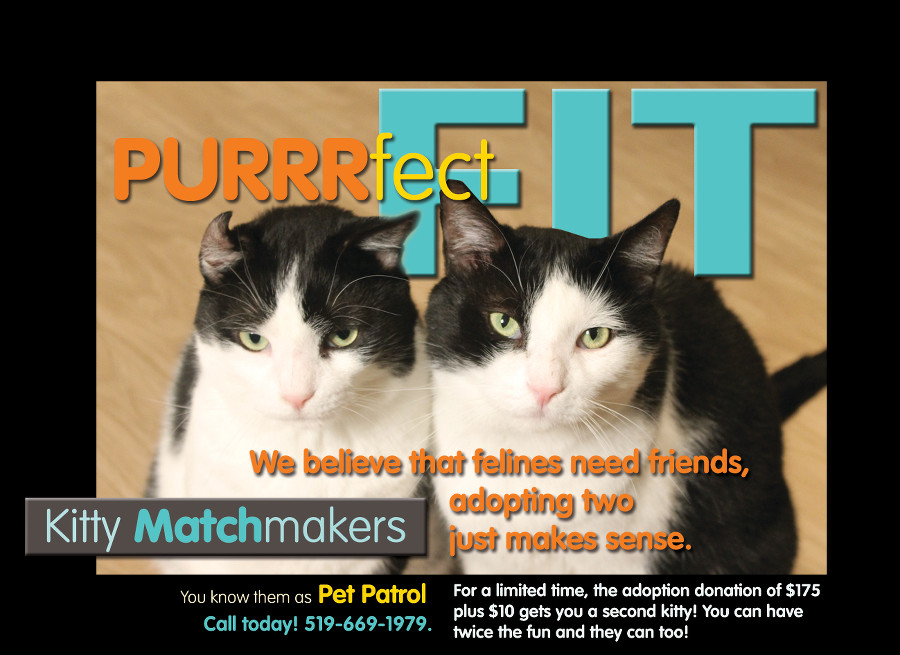 PURRRfect FIT
We believe that felines need friends,
adopting two
just makes sense.
Kitty Matchmakers
You know them as Pet Patrol
Call today! 519-669-1979.
For a limited time, the adoption donation of $175
plus $10 gets you a second kitty! You can have
twice the fun and they can too!